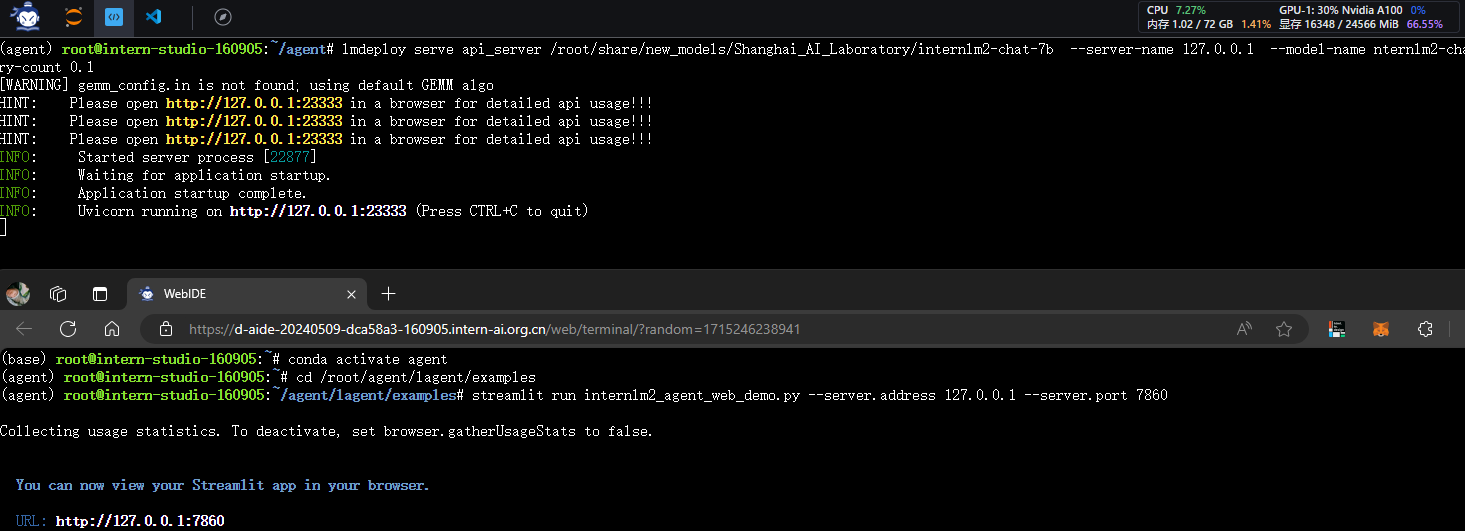 CPU 7.27% GPU-1: 30% Nvidia A100 0%
内存 1.02 / 72 GB 1.41% 显存 16348 / 24566 MiB 66.55%
(agent) root@intern-studio-160905:~/agent# lmdeploy serve api_server /root/share/new_models/Shanghai_AI_Laboratory/internlm2-chat-7b --server-name 127.0.0.1 --model-name nternlm2-cha
ry-count 0.1
[WARNING] gemm_config.in is not found; using default GEMM algo
HINT: Please open http://127.0.0.1:23333 in a browser for detailed api usage!!!
HINT: Please open http://127.0.0.1:23333 in a browser for detailed api usage!!!
HINT: Please open http://127.0.0.1:23333 in a browser for detailed api usage!!!
INFO: Started server process [22877]
INFO: Waiting for application startup.
INFO: Application startup complete.
INFO: Uvicorn running on http://127.0.0.1:23333 (Press CTRL+C to quit)
WebIDE
https://d-aide-20240509-dca58a3-160905.intern-ai.org.cn/web/terminal/?random=1715246238941
(base) root@intern-studio-160905:~# conda activate agent
(agent) root@intern-studio-160905:~# cd /root/agent/lagent/examples
(agent) root@intern-studio-160905:~/agent/lagent/examples# streamlit run internlm2_agent_web_demo.py --server.address 127.0.0.1 --server.port 7860
Collecting usage statistics. To deactivate, set browser.gatherUsageStats to false.
You can now view your Streamlit app in your browser.
URL: http://127.0.0.1:7860